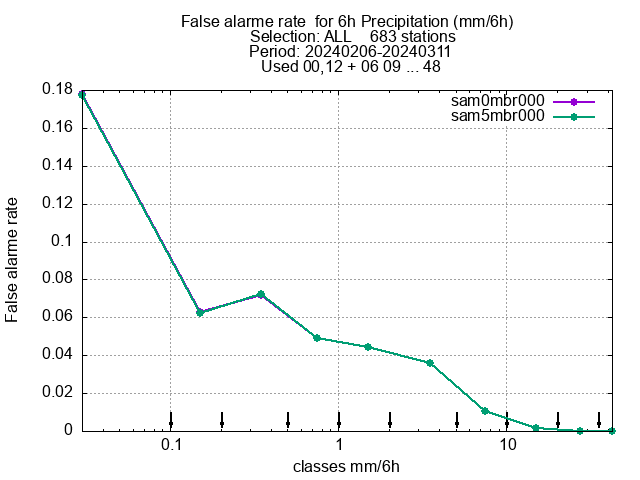 False alarme rate  for 6h Precipitation (mm/6h)
Selection: ALL    683 stations
Period: 20240206-20240311
Used 00,12 + 06 09 ... 48
sam0mbr000
sam5mbr000
False alarme rate
0.18
0.16
0.14
0.12
0.1
0.08
0.06
0.04
0.02
0
0.1
1
10
classes mm/6h